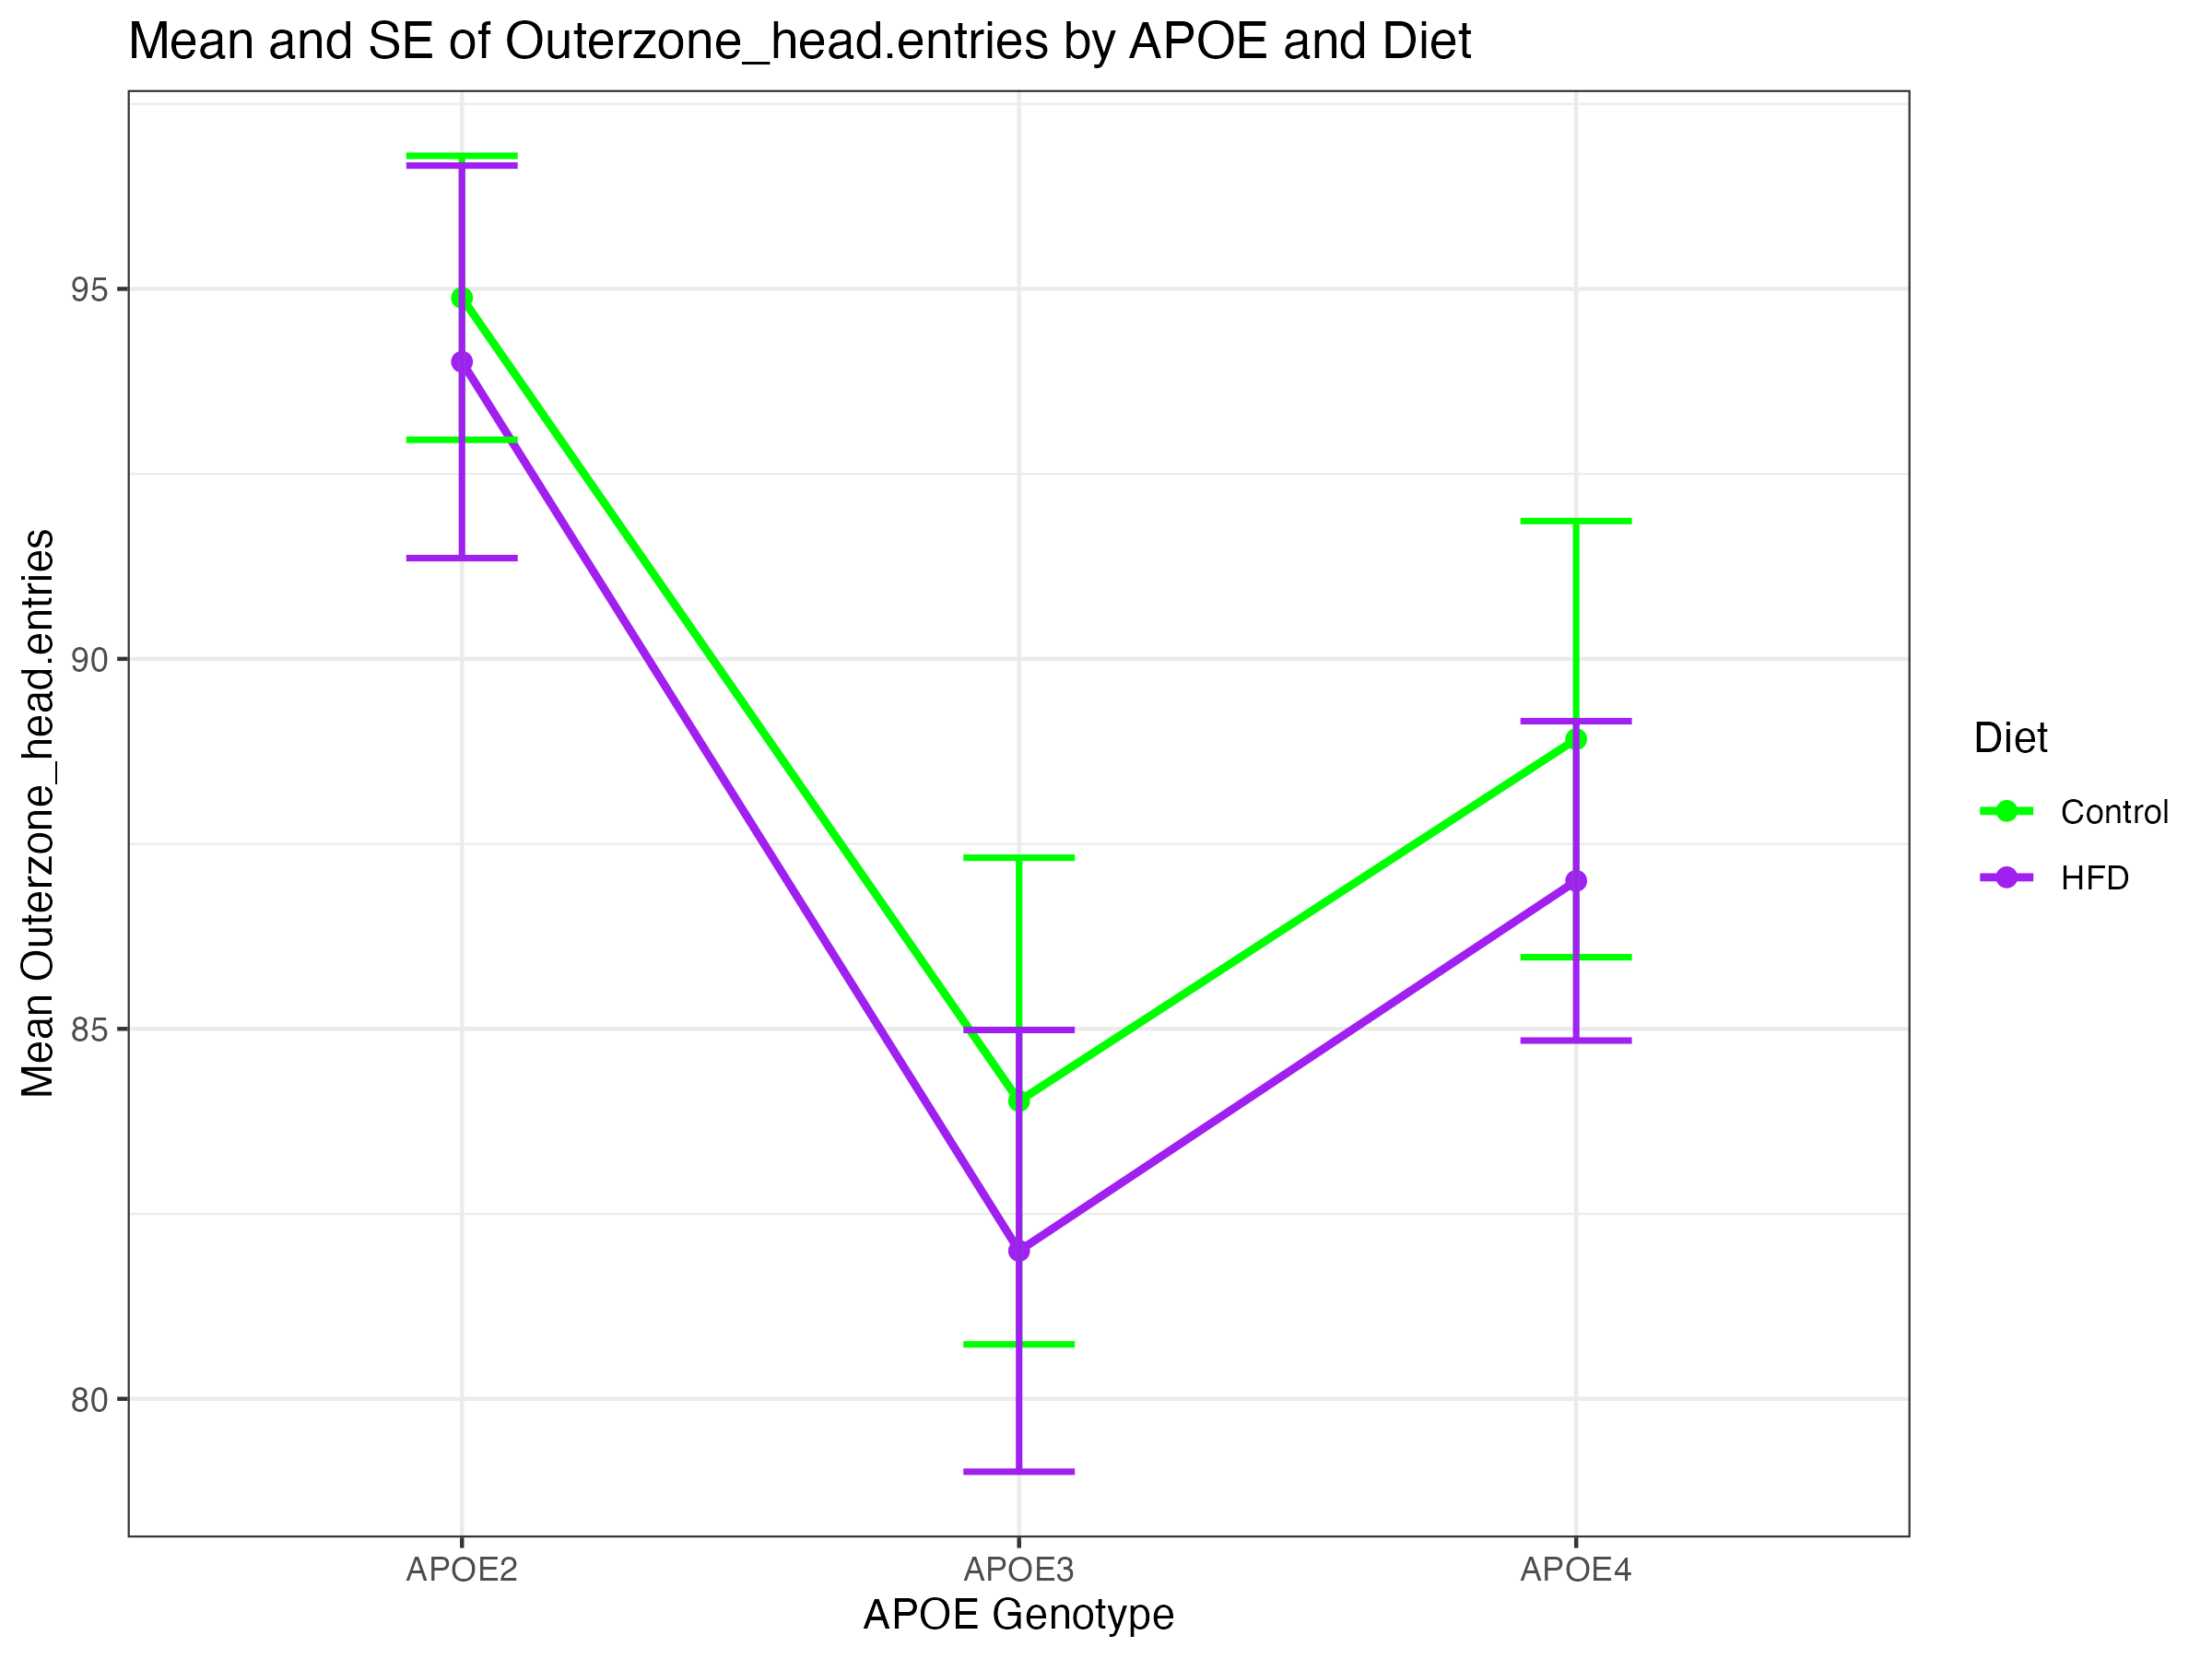 Mean and SE of Outerzone_head.entries by APOE and Diet
Mean Outerzone_head.entries
95
90
85
80
APOE2
APOE3
APOE4
APOE Genotype
Diet
Control
HFD